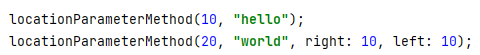 locationParameterMethod(10, "hello");
locationParameterMethod(20, "world", right: 10, left: 10);